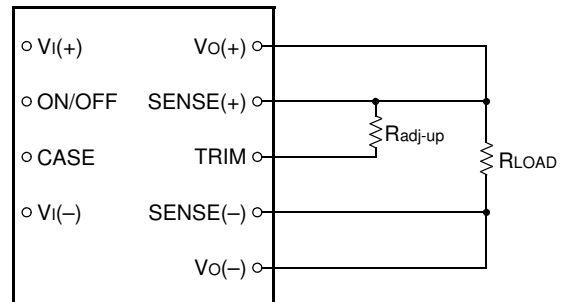 VI(+)
VO(+)
ON/OFF
SENSE(+)
Radj-up
CASE
TRIM
RLOAD
VI(–)
SENSE(–)
VO(–)